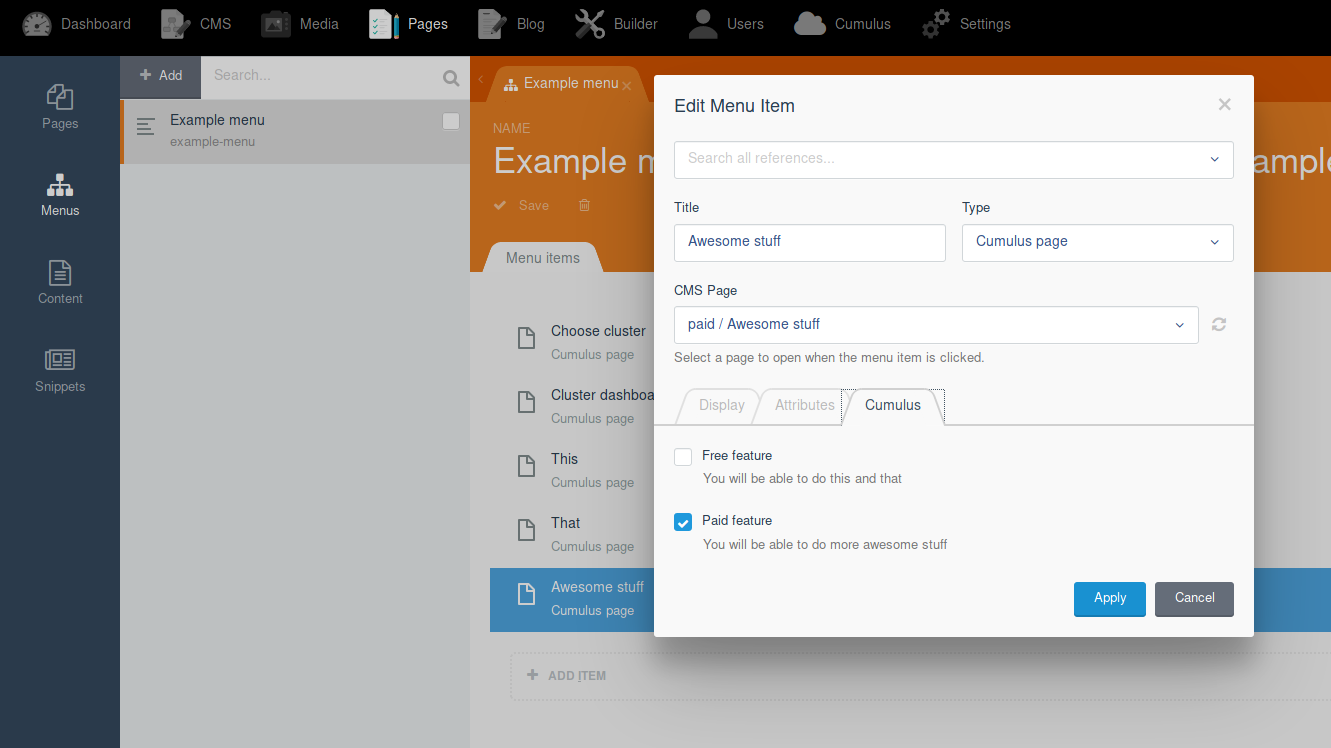 Dashboard CMS Media Pages Blog Builder Users Cumulus Settings
Pages
Menus
Content
Snippets
+ Add
Search...
Example menu
example-menu
Example menu
NAME
Example m
ample
Save
Menu items
Choose cluster
Cumulus page
Cluster dashboa
Cumulus page
This
Cumulus page
That
Cumulus page
Awesome stuff
Cumulus page
+ ADD ITEM
Edit Menu Item
Search all references...
Title Type
Awesome stuff Cumulus page
CMS Page
paid / Awesome stuff
Select a page to open when the menu item is clicked.
Display Attributes Cumulus
Free feature
You will be able to do this and that
Paid feature
You will be able to do more awesome stuff
Apply Cancel